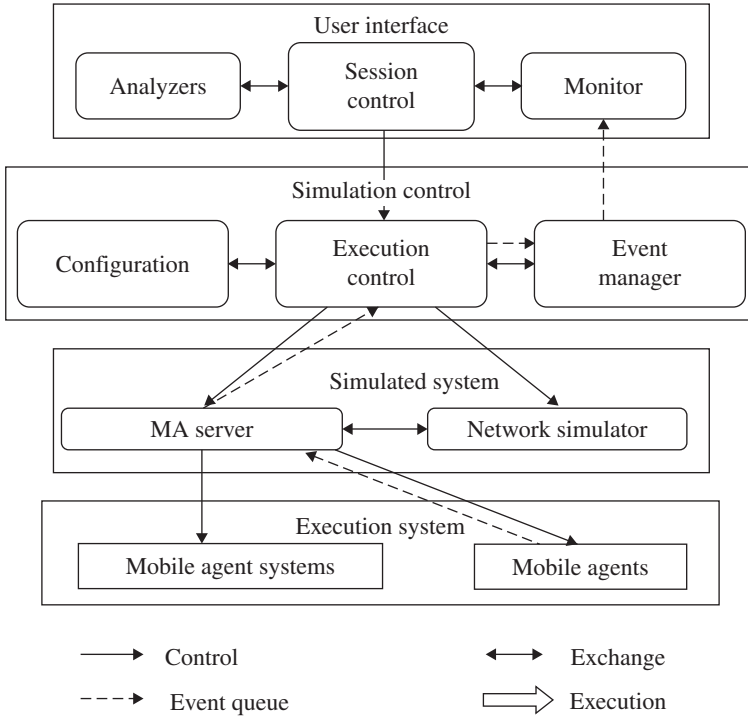 User interface
Analyzers
Session
control
Monitor
Simulation control
Configuration
Execution
control
Event
manager
Simulated system
MA server
Network simulator
Execution system
Mobile agent systems
Mobile agents
Control
Exchange
Event queue
Execution